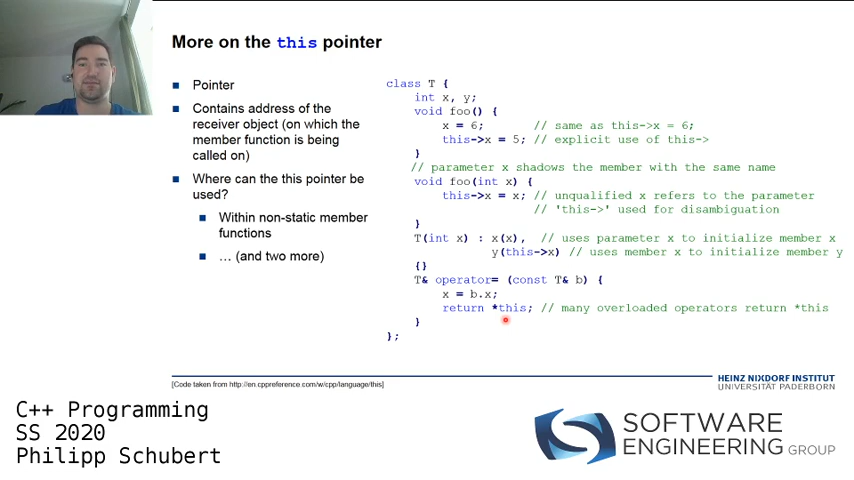 More on the this pointer
Pointer
Contains address of the
receiver object (on which the
member function is being
called on)
Where can the this pointer be
used?
Within non-static member
functions
… (and two more)
class T {
    int x, y;
    void foo() {
        x = 6;       // same as this->x = 6;
        this->x = 5; // explicit use of this->
    }
    // parameter x shadows the member with the same name
    void foo(int x) {
        this->x = x; // unqualified x refers to the parameter
                     // 'this->' used for disambiguation
    }
    T(int x) : x(x),  // uses parameter x to initialize member x
               y(this->x) // uses member x to initialize member y
    {}
    T& operator= (const T& b) {
        x = b.x;
        return *this; // many overloaded operators return *this
    }
};
[Code taken from http://en.cppreference.com/w/cpp/language/this]
HEINZ NIXDORF INSTITUT
UNIVERSITÄT PADERBORN
C++ Programming
SS 2020
Philipp Schubert
SOFTWARE
ENGINEERING GROUP